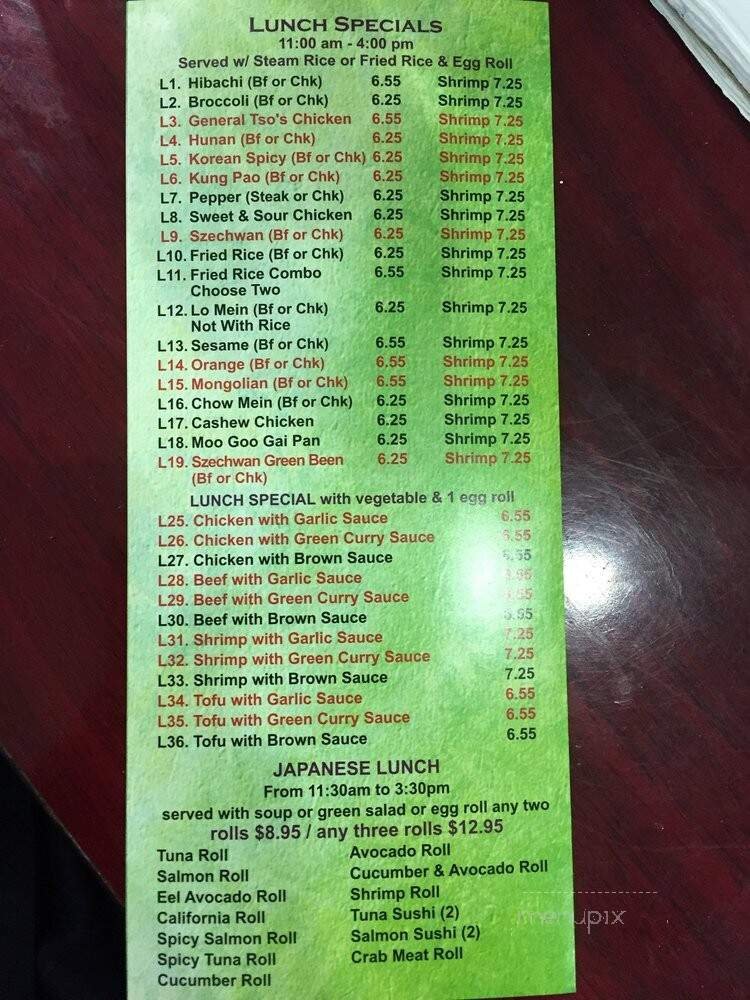 LUNCH SPECIALS
11:00 am - 4:00 pm
Served w/ Steam Rice or Fried Rice & Egg Roll
L1. Hibachi (Bf or Chk) 6.55 Shrimp 7.25
L2. Broccoli (Bf or Chk) 6.25 Shrimp 7.25
L3. General Tso's Chicken 6.55 Shrimp 7.25
L4. Hunan (Bf or Chk) 6.25 Shrimp 7.25
L5. Korean Spicy (Bf or Chk) 6.25 Shrimp 7.25
L6. Kung Pao (Bf or Chk) 6.25 Shrimp 7.25
L7. Pepper (Steak or Chk) 6.25 Shrimp 7.25
L8. Sweet & Sour Chicken 6.25 Shrimp 7.25
L9. Szechwan (Bf or Chk) 6.25 Shrimp 7.25
L10. Fried Rice (Bf or Chk) 6.25 Shrimp 7.25
L11. Fried Rice Combo 6.55 Shrimp 7.25
Choose Two
L12. Lo Mein (Bf or Chk) 6.25 Shrimp 7.25
Not With Rice
L13. Sesame (Bf or Chk) 6.55 Shrimp 7.25
L14. Orange (Bf or Chk) 6.55 Shrimp 7.25
L15. Mongolian (Bf or Chk) 6.55 Shrimp 7.25
L16. Chow Mein (Bf or Chk) 6.25 Shrimp 7.25
L17. Cashew Chicken 6.25 Shrimp 7.25
L18. Moo Goo Gai Pan 6.25 Shrimp 7.25
L19. Szechwan Green Been 6.25 Shrimp 7.25
(Bf or Chk)
LUNCH SPECIAL with vegetable & 1 egg roll
L25. Chicken with Garlic Sauce 6.55
L26. Chicken with Green Curry Sauce 6.55
L27. Chicken with Brown Sauce 6.55
L28. Beef with Garlic Sauce
L29. Beef with Green Curry Sauce
L30. Beef with Brown Sauce 6.55
L31. Shrimp with Garlic Sauce 7.25
L32. Shrimp with Green Curry Sauce 7.25
L33. Shrimp with Brown Sauce 7.25
L34. Tofu with Garlic Sauce 6.55
L35. Tofu with Green Curry Sauce 6.55
L36. Tofu with Brown Sauce 6.55
JAPANESE LUNCH
From 11:30am to 3:30pm
served with soup or green salad or egg roll any two
rolls $8.95 / any three rolls $12.95
Tuna Roll
Salmon Roll
Eel Avocado Roll
California Roll
Spicy Salmon Roll
Spicy Tuna Roll
Cucumber Roll
Avocado Roll
Cucumber & Avocado Roll
Shrimp Roll
Tuna Sushi (2)
Salmon Sushi (2)
Crab Meat Roll
menupix